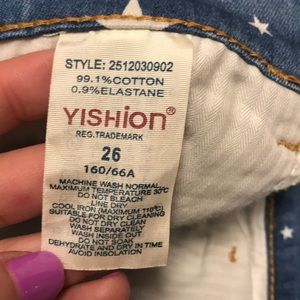 STYLE: 2512030902
99.1%COTTON
0.9%ELASTANE
YISHION®
REG.TRADEMARK
26
160/66A
MACHINE WASH NORMAL
MAXIMUM TEMPERATURE 30°C
DO NOT BLEACH
LINE DRY
COOL IRON (MAXIMUM 110°C)
SUITABLE FOR DRY CLEANING
DO NOT DRY CLEAN
WASH SEPARATELY
WASH INSIDE OUT
DO NOT SOAK
DEHYDRATE AND DRY IN TIME
AVOID INSOLATION